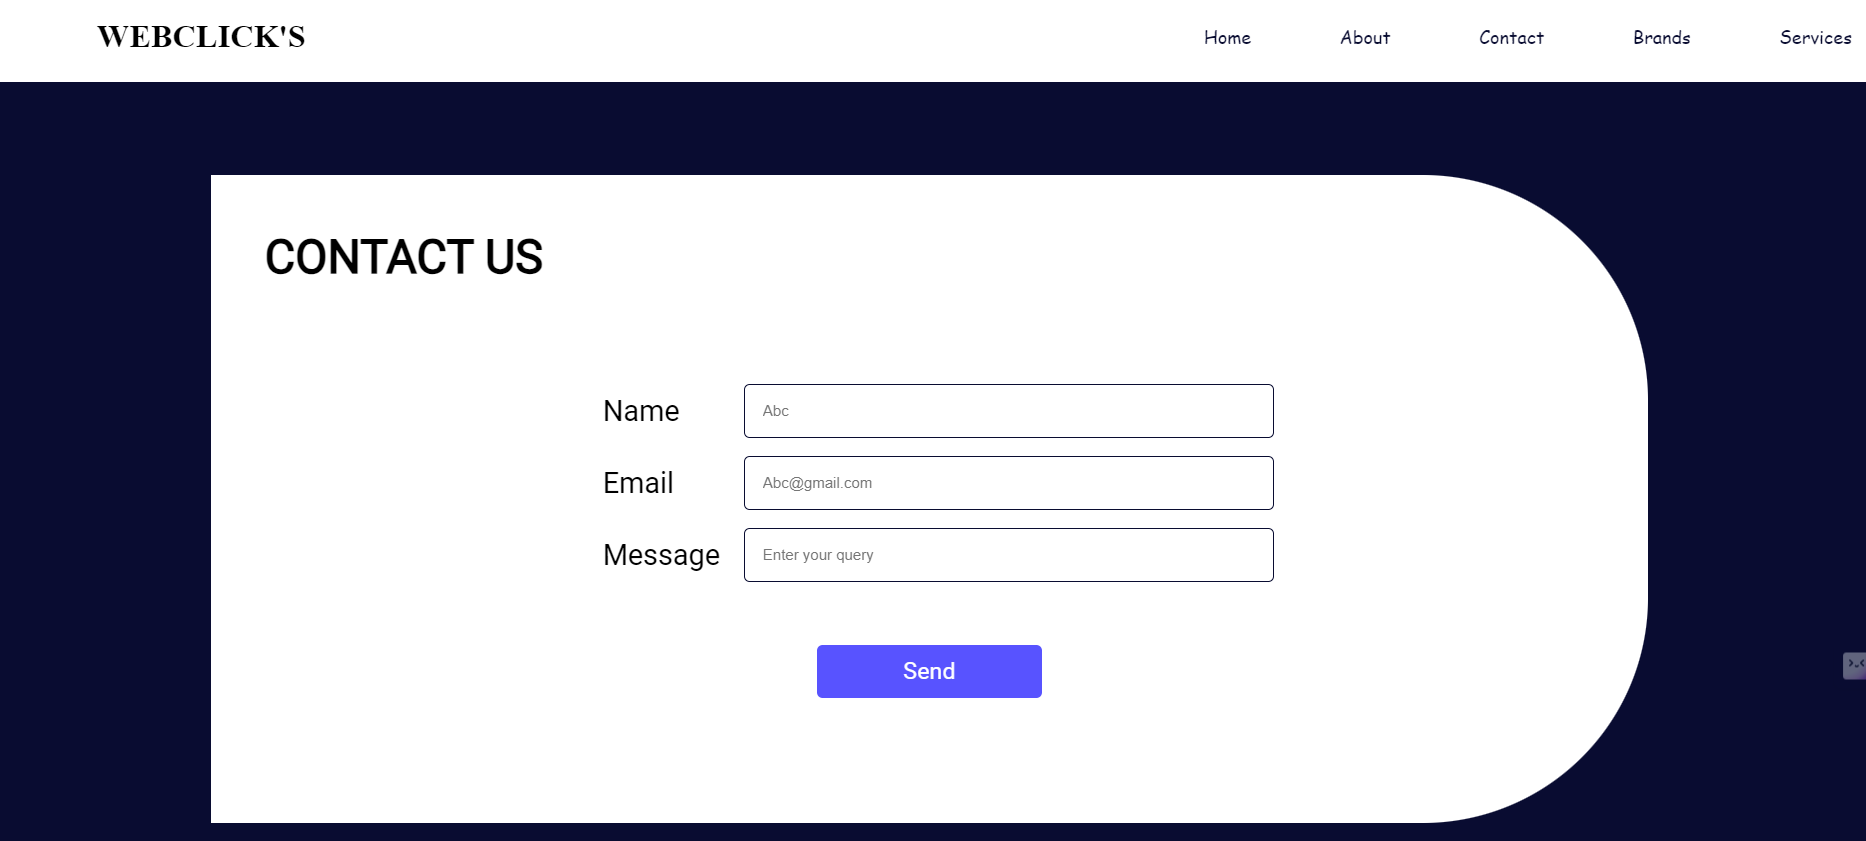 WEBCLICK'S
Home About Contact Brands Services
CONTACT US
Name Abc
Email Abc@gmail.com
Message Enter your query
Send